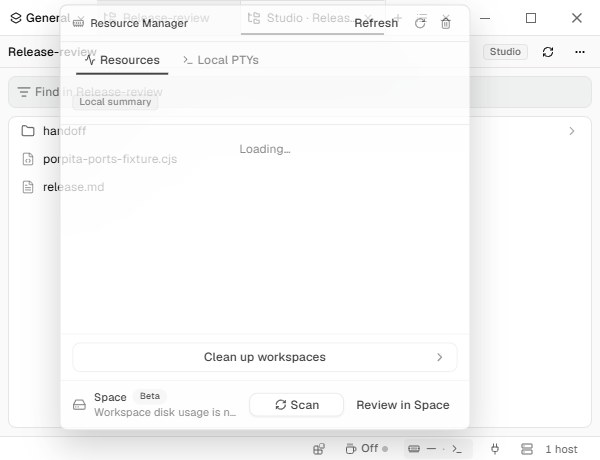 General
Release-review
Studio · Releas...
Resource Manager
Refresh
Release-review
Studio
Resources
Local PTYs
Find in Release-review
Local summary
handoff
Loading...
porpita-ports-fixture.cjs
release.md
Clean up workspaces
Space
Beta
Workspace disk usage is n...
Scan
Review in Space
Off
1 host